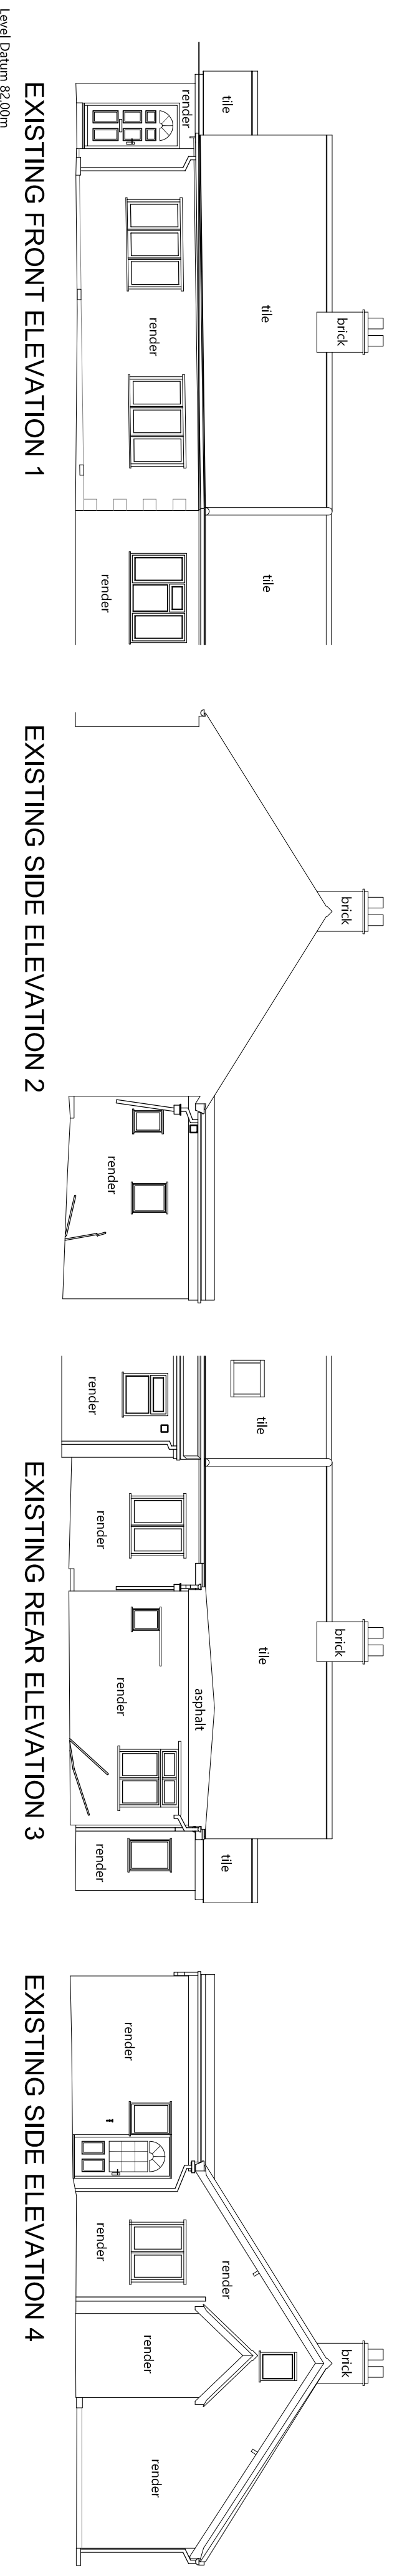 brick
tile
tile
tile
render
render
render
EXISTING FRONT ELEVATION 1
Level Datum 82.00m
brick
render
EXISTING SIDE ELEVATION 2
brick
tile
tile
tile
asphalt
render
render
render
render
EXISTING REAR ELEVATION 3
brick
render
render
render
render
render
EXISTING SIDE ELEVATION 4